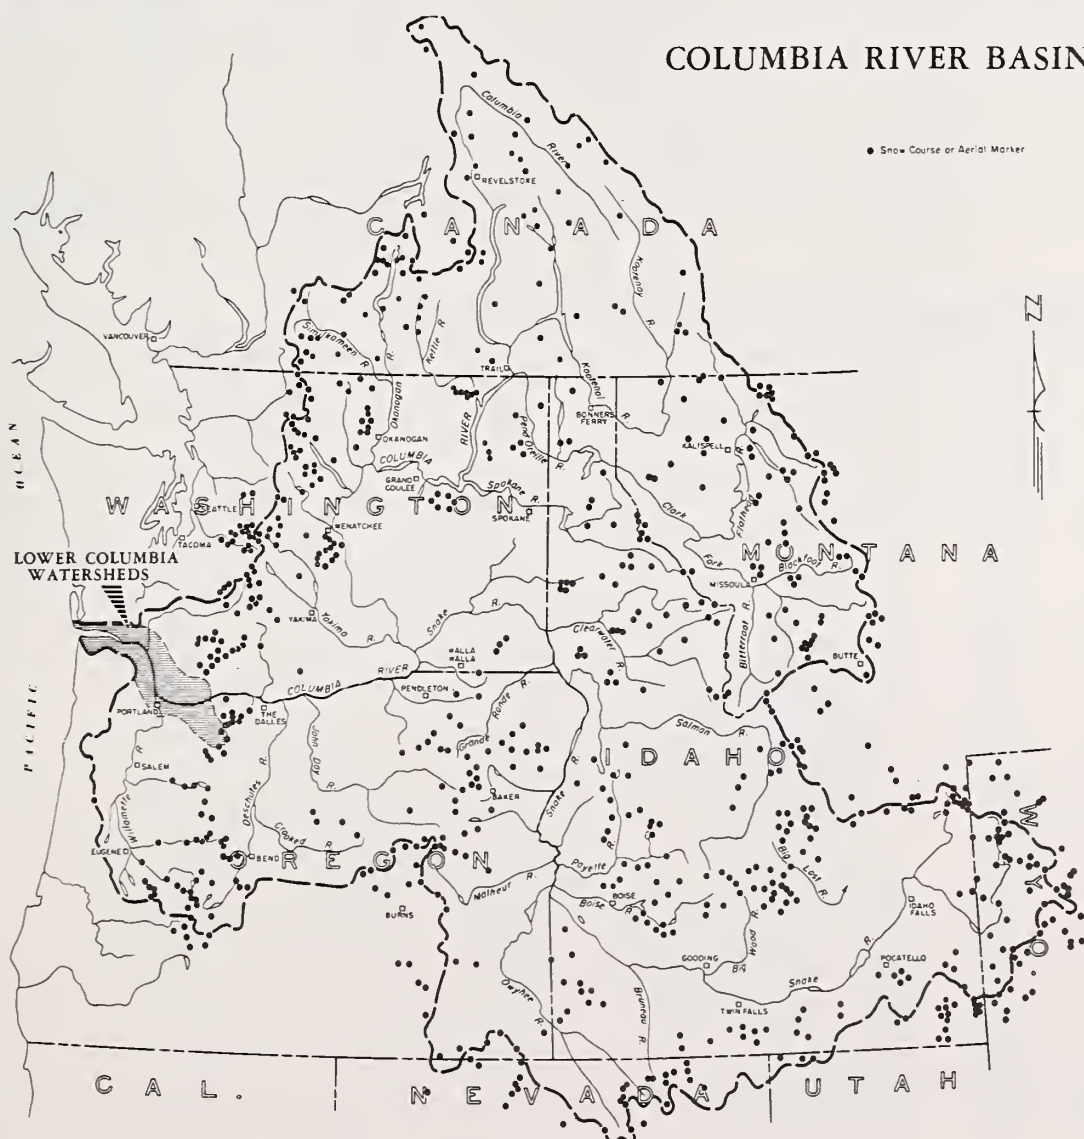 COLUMBIA RIVER BASIN
● Snow Course or Aerial Marker
Columbia
River
REVELSTOKE
CANADA
Kootenay
R.
N
VANCOUVER
Similkameen R.
Kettle R.
Okanogan
R.
TRAIL
Kootenai
R.
BONNERS
FERRY
OCEAN
OKANOGAN
COLUMBIA
RIVER
Pend Oreille
R.
KALISPELL
GRAND
COULEE
Spokane
R.
SPOKANE
WASHINGTON
SEATTLE
WENATCHEE
TACOMA
Clark
Fork
Flathead
R.
MONTANA
LOWER COLUMBIA
WATERSHEDS
MISSOULA
Blackfoot R.
YAKIMA
Yakima R.
Snake
R.
Clearwater
R.
Bitterroot R.
WALLA
WALLA
BUTTE
COLUMBIA
RIVER
PENDLETON
PACIFIC
PORTLAND
THE
DALLES
Grande
Ronde R.
Salmon R.
IDAHO
SALEM
R.
Willamette
Deschutes R.
John Day
R.
BAKER
Snake
R.
WYO
Crooked R.
EUGENE
BEND
OREGON
Payette
R.
Big
Lost R.
Malheur R.
BURNS
Boise R.
BOISE
IDAHO
FALLS
Big
Wood R.
GOODING
POCATELLO
Owyhee R.
Bruneau R.
Snake
R.
TWIN FALLS
CAL.
NEVADA
UTAH